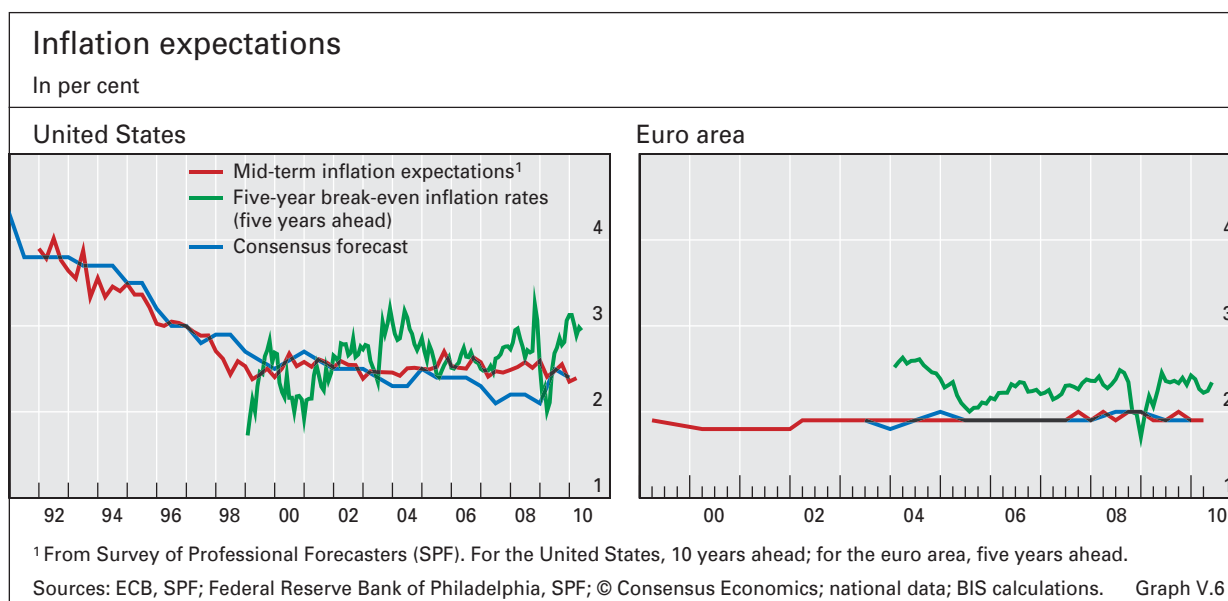 Inflation expectations
In per cent
United States
Mid-term inflation expectations¹
Five-year break-even inflation rates
(five years ahead)
Consensus forecast
4
3
2
1
92 94 96 98 00 02 04 06 08 10
Euro area
4
3
2
1
00 02 04 06 08 10
¹ From Survey of Professional Forecasters (SPF). For the United States, 10 years ahead; for the euro area, five years ahead.
Sources: ECB, SPF; Federal Reserve Bank of Philadelphia, SPF; © Consensus Economics; national data; BIS calculations. Graph V.6